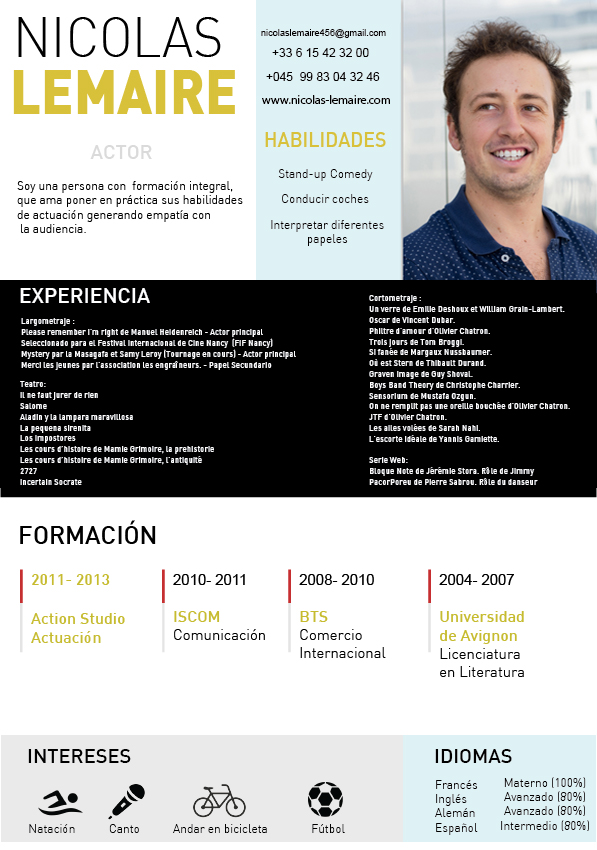 NICOLAS
LEMAIRE
ACTOR
Soy una persona con formación integral,
que ama poner en práctica sus habilidades
de actuación generando empatía con
la audiencia.
nicolaslemaire456@gmail.com
+33 6 15 42 32 00
+045 99 83 04 32 46
www.nicolas-lemaire.com
HABILIDADES
Stand-up Comedy
Conducir coches
Interpretar diferentes
papeles
EXPERIENCIA
Largometraje :
Please remember I'm right de Manuel Heidenreich - Actor principal
Seleccionado para el Festival Internacional de Cine Nancy (FIF Nancy)
Mystery par la Masagafa et Samy Leroy (Tournage en cours) - Actor principal
Merci les jeunes par l'association les engraîneurs. - Papel Secundario
Teatro:
Il ne faut jurer de rien
Salome
Aladin y la lampara maravillosa
La pequena sirenita
Los impostores
Les cours d'histoire de Mamie Grimoire, la prehistorie
Les cours d'histoire de Mamie Grimoire, l'antiquité
2727
Incertain Socrate
Cortometraje :
Un verre de Emilie Deshoux et William Grain-Lambert.
Oscar de Vincent Dubar.
Philtre d'amour d'Olivier Chatron.
Trois jours de Tom Broggi.
Si fanée de Margaux Nussbaumer.
Où est Stern de Thibault Durand.
Graven Image de Guy Shoval.
Boys Band Theory de Christophe Charrier.
Sensorium de Mustafa Ozgun.
On ne remplit pas une oreille bouchée d'Olivier Chatron.
JTF d'Olivier Chatron.
Les ailes volées de Sarah Nahi.
L'escorte idéale de Yannis Gamiette.
Serie Web:
Bloque Note de Jérémie Stora. Rôle de Jimmy
PacorPoreu de Pierre Sabrou. Rôle du danseur
FORMACIÓN
2011- 2013
Action Studio
Actuación
2010- 2011
ISCOM
Comunicación
2008- 2010
BTS
Comercio
Internacional
2004- 2007
Universidad
de Avignon
Licenciatura
en Literatura
INTERESES
Natación
Canto
Andar en bicicleta
Fútbol
IDIOMAS
Francés Materno (100%)
Inglés Avanzado (80%)
Alemán Avanzado (80%)
Español Intermedio (80%)